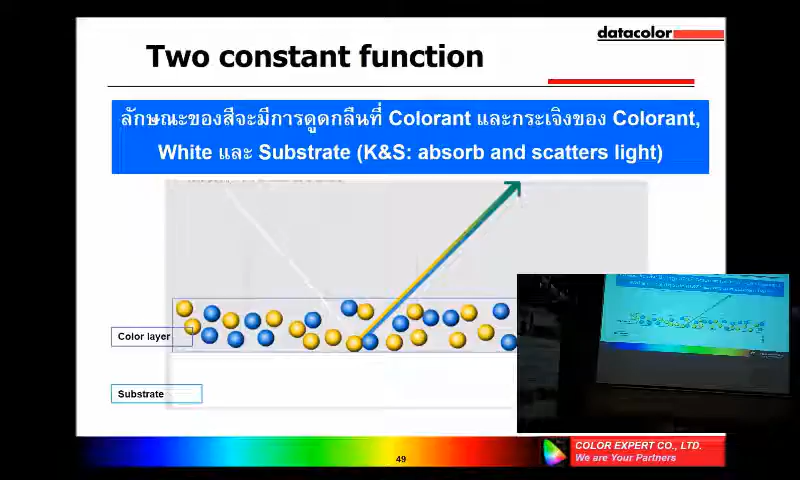 datacolor
Two constant function
ลักษณะของสีจะมีการดูดกลืนที่ Colorant และกระเจิงของ Colorant,
White และ Substrate (K&S: absorb and scatters light)
Color layer
Substrate
49
COLOR EXPERT CO., LTD.
We are Your Partners